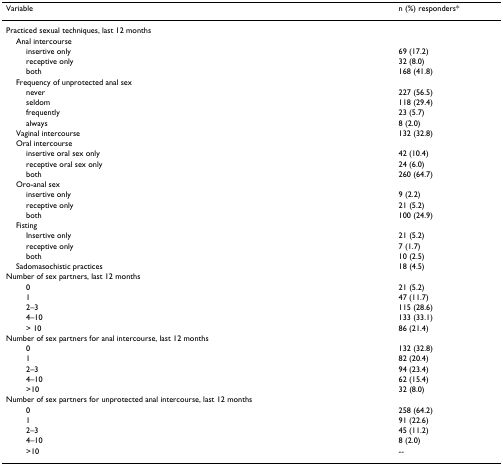 Variable n (%) responders*
Practiced sexual techniques, last 12 months
Anal intercourse
insertive only 69 (17.2)
receptive only 32 (8.0)
both 168 (41.8)
Frequency of unprotected anal sex
never 227 (56.5)
seldom 118 (29.4)
frequently 23 (5.7)
always 8 (2.0)
Vaginal intercourse 132 (32.8)
Oral intercourse
insertive oral sex only 42 (10.4)
receptive oral sex only 24 (6.0)
both 260 (64.7)
Oro-anal sex
insertive only 9 (2.2)
receptive only 21 (5.2)
both 100 (24.9)
Fisting
Insertive only 21 (5.2)
receptive only 7 (1.7)
both 10 (2.5)
Sadomasochistic practices 18 (4.5)
Number of sex partners, last 12 months
0 21 (5.2)
1 47 (11.7)
2–3 115 (28.6)
4–10 133 (33.1)
> 10 86 (21.4)
Number of sex partners for anal intercourse, last 12 months
0 132 (32.8)
1 82 (20.4)
2–3 94 (23.4)
4–10 62 (15.4)
>10 32 (8.0)
Number of sex partners for unprotected anal intercourse, last 12 months
0 258 (64.2)
1 91 (22.6)
2–3 45 (11.2)
4–10 8 (2.0)
>10 --